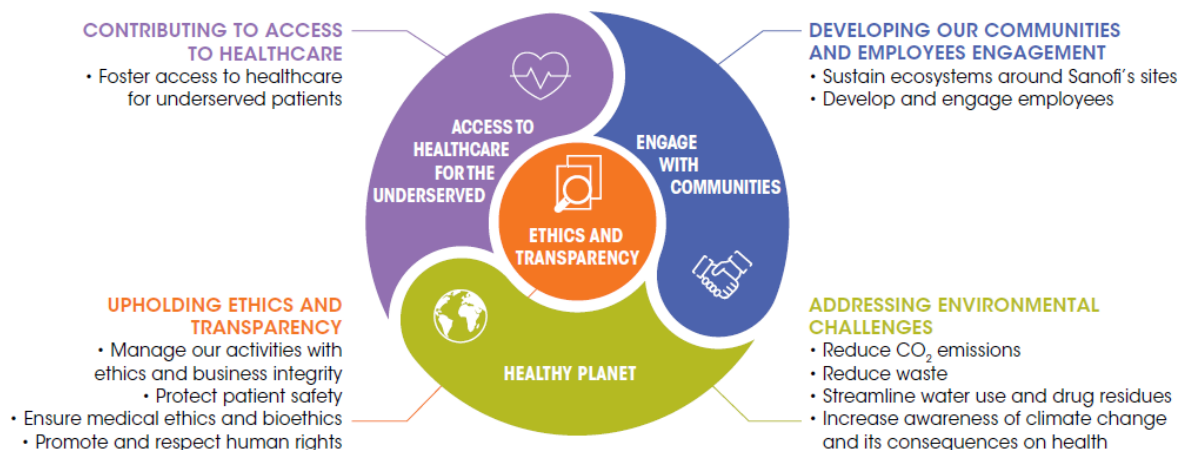 CONTRIBUTING TO ACCESS
TO HEALTHCARE
• Foster access to healthcare
for underserved patients
DEVELOPING OUR COMMUNITIES
AND EMPLOYEES ENGAGEMENT
• Sustain ecosystems around Sanofi's sites
• Develop and engage employees
ACCESS TO
HEALTHCARE
FOR THE
UNDERSERVED
ENGAGE
WITH
COMMUNITIES
ETHICS AND
TRANSPARENCY
HEALTHY PLANET
UPHOLDING ETHICS AND
TRANSPARENCY
• Manage our activities with
ethics and business integrity
• Protect patient safety
• Ensure medical ethics and bioethics
• Promote and respect human rights
ADDRESSING ENVIRONMENTAL
CHALLENGES
• Reduce CO₂ emissions
• Reduce waste
• Streamline water use and drug residues
• Increase awareness of climate change
and its consequences on health